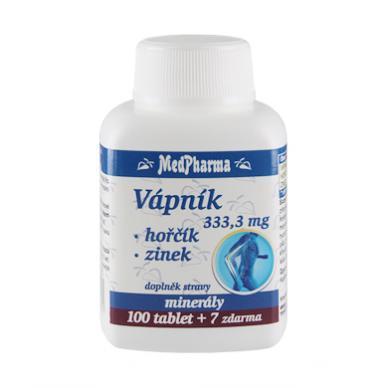 MedPharma
Vápník
333,3 mg
• hořčík
• zinek
doplněk stravy
minerály
100 tablet + 7 zdarma